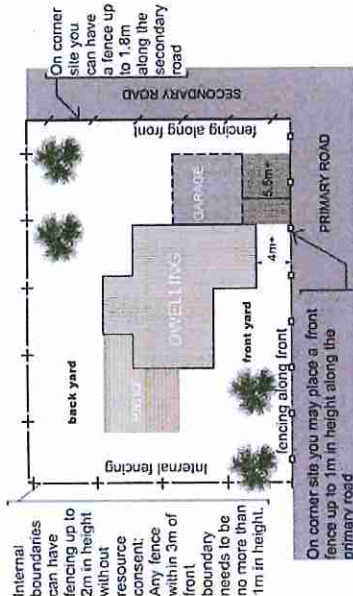 On corner
site you
can have
a fence up
to 1.8m
along the
secondary
road
SECONDARY ROAD
fencing along front
GARAGE
5.5m+
4m+
PRIMARY ROAD
DWELLING
back yard
front yard
fencing along front
Internal fencing
Internal
boundaries
can have
fencing up to
2m in height
without
resource
consent;
Any fence
within 3m of
front
boundary
needs to be
no more than
1m in height.
On corner site you may place a front
fence up to 1m in height along the
primary road